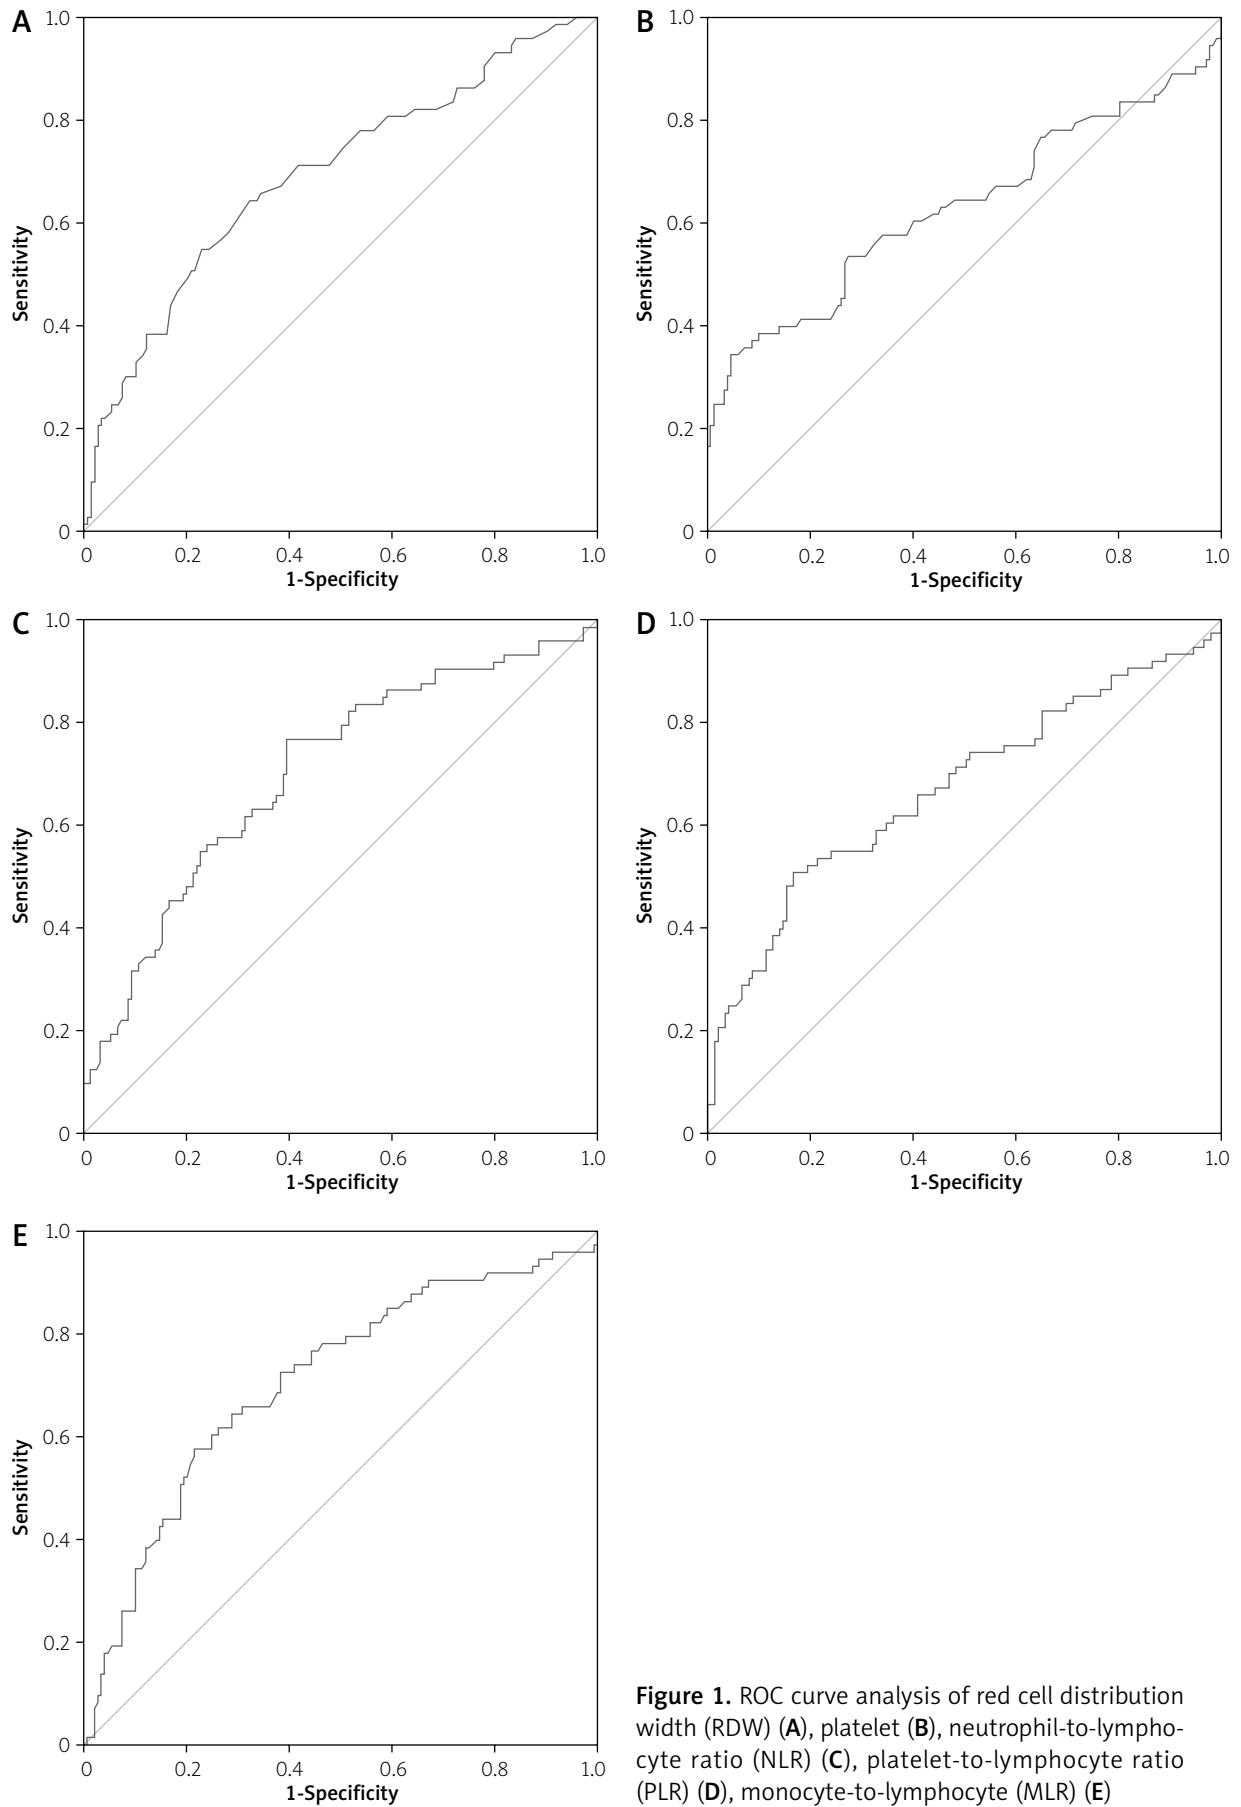 A
1.0
0.8
0.6
0.4
0.2
0
Sensitivity
0 0.2 0.4 0.6 0.8 1.0
1-Specificity
B
1.0
0.8
0.6
0.4
0.2
0
Sensitivity
0 0.2 0.4 0.6 0.8 1.0
1-Specificity
C
1.0
0.8
0.6
0.4
0.2
0
Sensitivity
0 0.2 0.4 0.6 0.8 1.0
1-Specificity
D
1.0
0.8
0.6
0.4
0.2
0
Sensitivity
0 0.2 0.4 0.6 0.8 1.0
1-Specificity
E
1.0
0.8
0.6
0.4
0.2
0
Sensitivity
0 0.2 0.4 0.6 0.8 1.0
1-Specificity
Figure 1. ROC curve analysis of red cell distribution
width (RDW) (A), platelet (B), neutrophil-to-lympho-
cyte ratio (NLR) (C), platelet-to-lymphocyte ratio
(PLR) (D), monocyte-to-lymphocyte (MLR) (E)